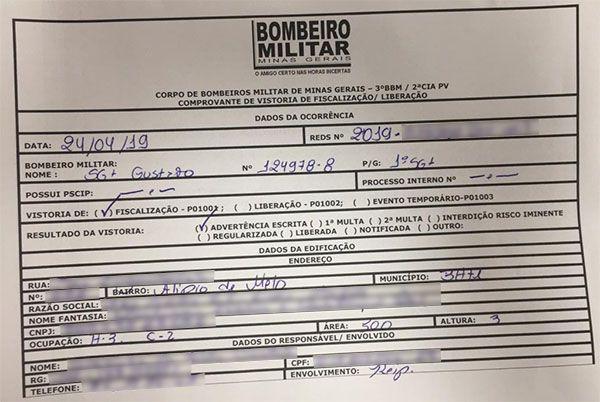 BOMBEIRO
MILITAR
MINAS GERAIS
O AMIGO CERTO NAS HORAS INCERTAS
CORPO DE BOMBEIROS MILITAR DE MINAS GERAIS – 3ºBBM / 2ªCIA PV
COMPROVANTE DE VISTORIA DE FISCALIZAÇÃO/ LIBERAÇÃO
DADOS DA OCORRÊNCIA
DATA: 24/04/19 REDS Nº 2019-
BOMBEIRO MILITAR:
NOME: Sgt Gustavo Nº 124978-8 P/G: 1º Sgt
POSSUI PSCIP: PROCESSO INTERNO Nº
VISTORIA DE: (✓) FISCALIZAÇÃO - P01001; ( ) LIBERAÇÃO - P01002; ( ) EVENTO TEMPORÁRIO-P01003
RESULTADO DA VISTORIA: (✓) ADVERTÊNCIA ESCRITA ( ) 1ª MULTA ( ) 2ª MULTA ( ) INTERDIÇÃO RISCO IMINENTE
( ) REGULARIZADA ( ) LIBERADA ( ) NOTIFICADA ( ) OUTRO:
DADOS DA EDIFICAÇÃO
ENDEREÇO
RUA:
Nº: BAIRRO: Alípio de Melo MUNICÍPIO:
RAZÃO SOCIAL:
NOME FANTASIA:
CNPJ:
OCUPAÇÃO: H-3 C-2 ÁREA: 500 ALTURA: 3
DADOS DO RESPONSÁVEL/ ENVOLVIDO
NOME: CPF:
RG: ENVOLVIMENTO: Resp.
TELEFONE: